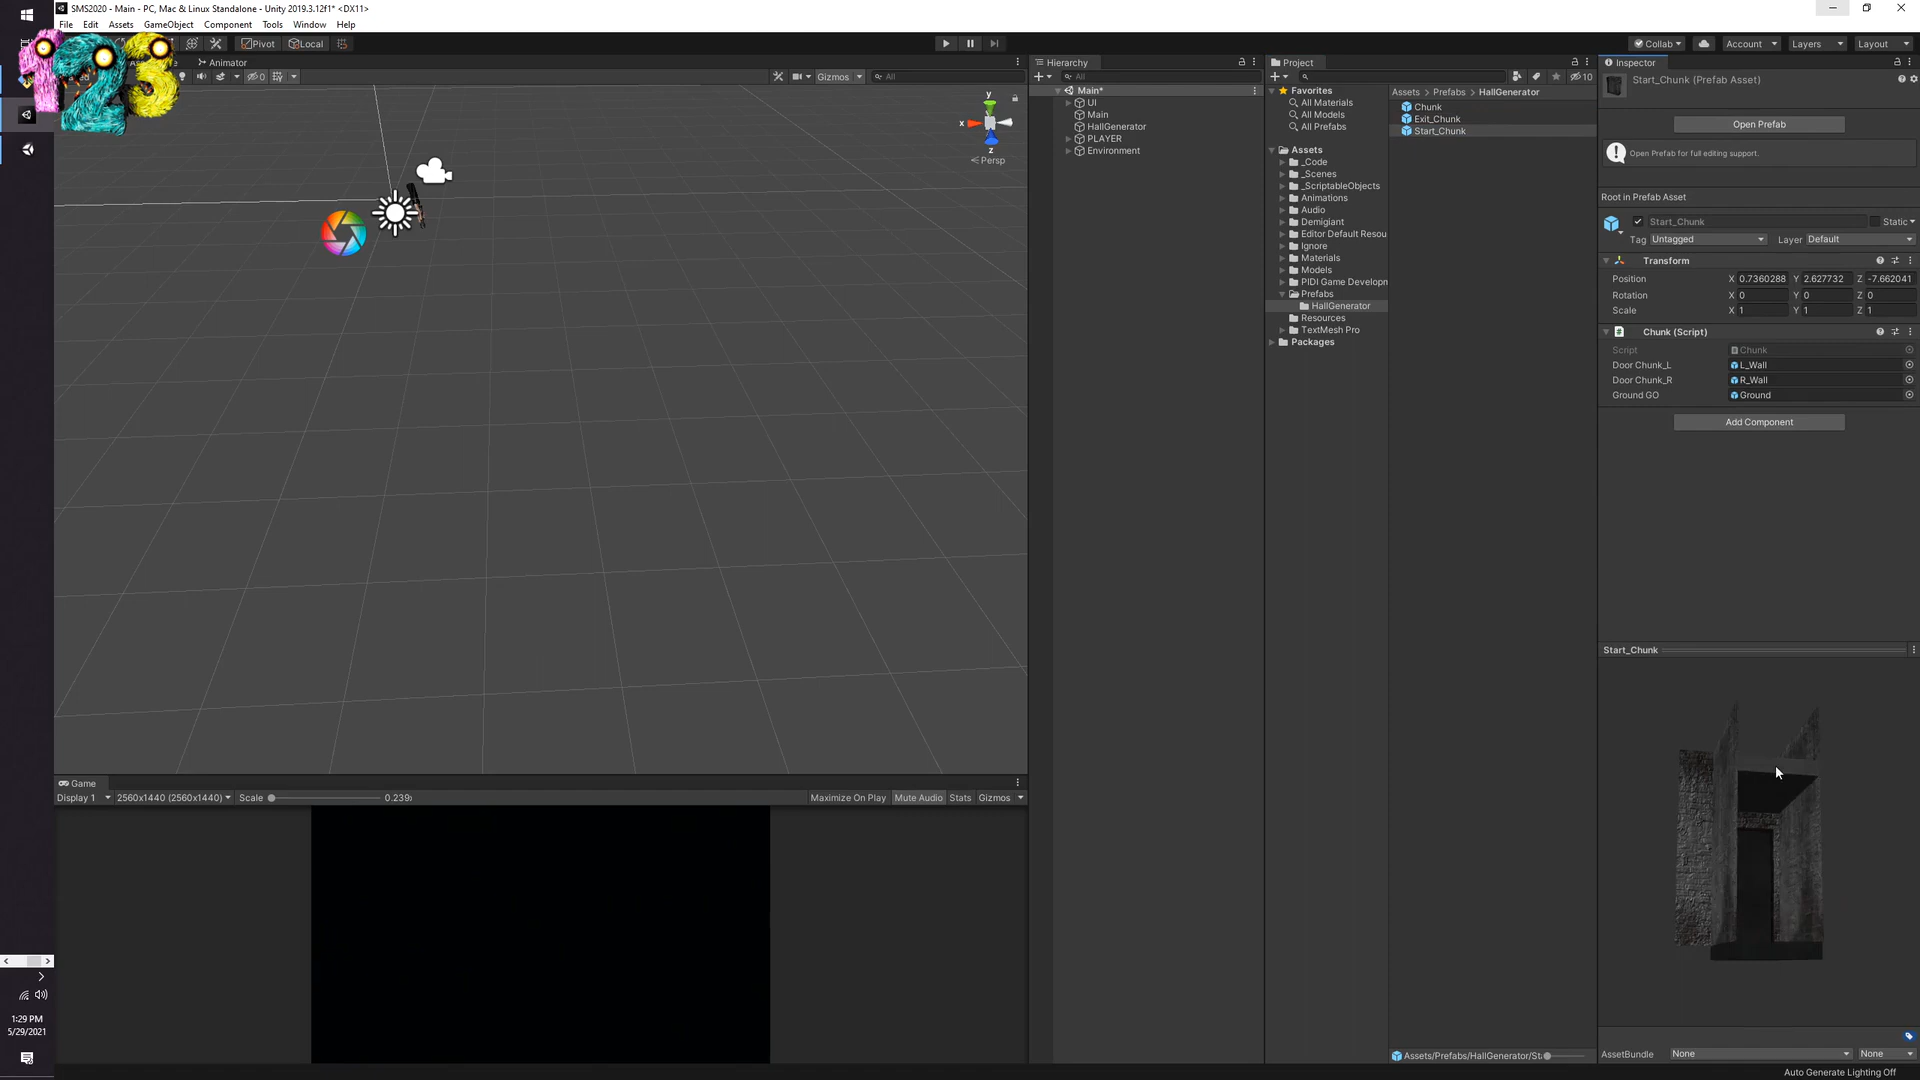 SMS2020 - Main - PC, Mac & Linux Standalone - Unity 2019.3.12f1* <DX11>
File Edit Assets GameObject Component Tools Window Help
123
Pivot Local
Collab Account Layers Layout
Animator
0
Gizmos All
y
x
z
Persp
Game
Display 1 2560x1440 (2560x1440) Scale 0.239
Maximize On Play Mute Audio Stats Gizmos
Hierarchy
All
Main*
UI
Main
HallGenerator
PLAYER
Environment
Project
10
Favorites
All Materials
All Models
All Prefabs
Assets
_Code
_Scenes
_ScriptableObjects
Animations
Audio
Demigiant
Editor Default Resou
Ignore
Materials
Models
PIDI Game Developn
Prefabs
HallGenerator
Resources
TextMesh Pro
Packages
Assets Prefabs HallGenerator
Chunk
Exit_Chunk
Start_Chunk
Assets/Prefabs/HallGenerator/St
Inspector
Start_Chunk (Prefab Asset)
Open Prefab
Open Prefab for full editing support.
Root in Prefab Asset
Start_Chunk Static
Tag Untagged Layer Default
Transform
Position X 0.7360288 Y 2.627732 Z -7.662041
Rotation X 0 Y 0 Z 0
Scale X 1 Y 1 Z 1
Chunk (Script)
Script Chunk
Door Chunk_L L_Wall
Door Chunk_R R_Wall
Ground GO Ground
Add Component
Start_Chunk
AssetBundle None None
Auto Generate Lighting Off
1:29 PM
5/29/2021